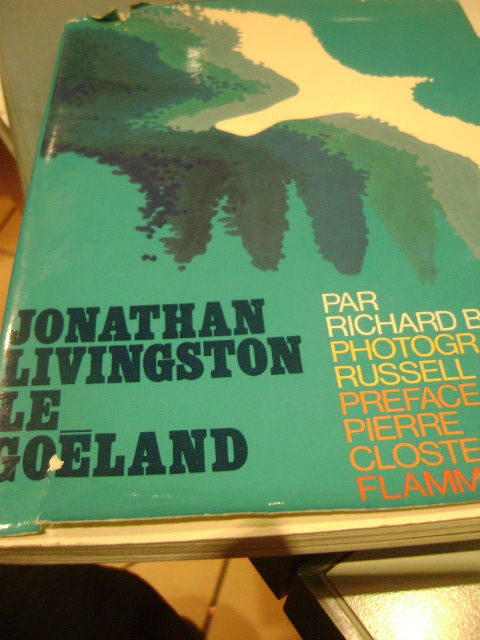 JONATHAN
LIVINGSTON
LE
GOËLAND
PAR
RICHARD B
PHOTOGR
RUSSELL
PREFACE
PIERRE
CLOSTE
FLAMM